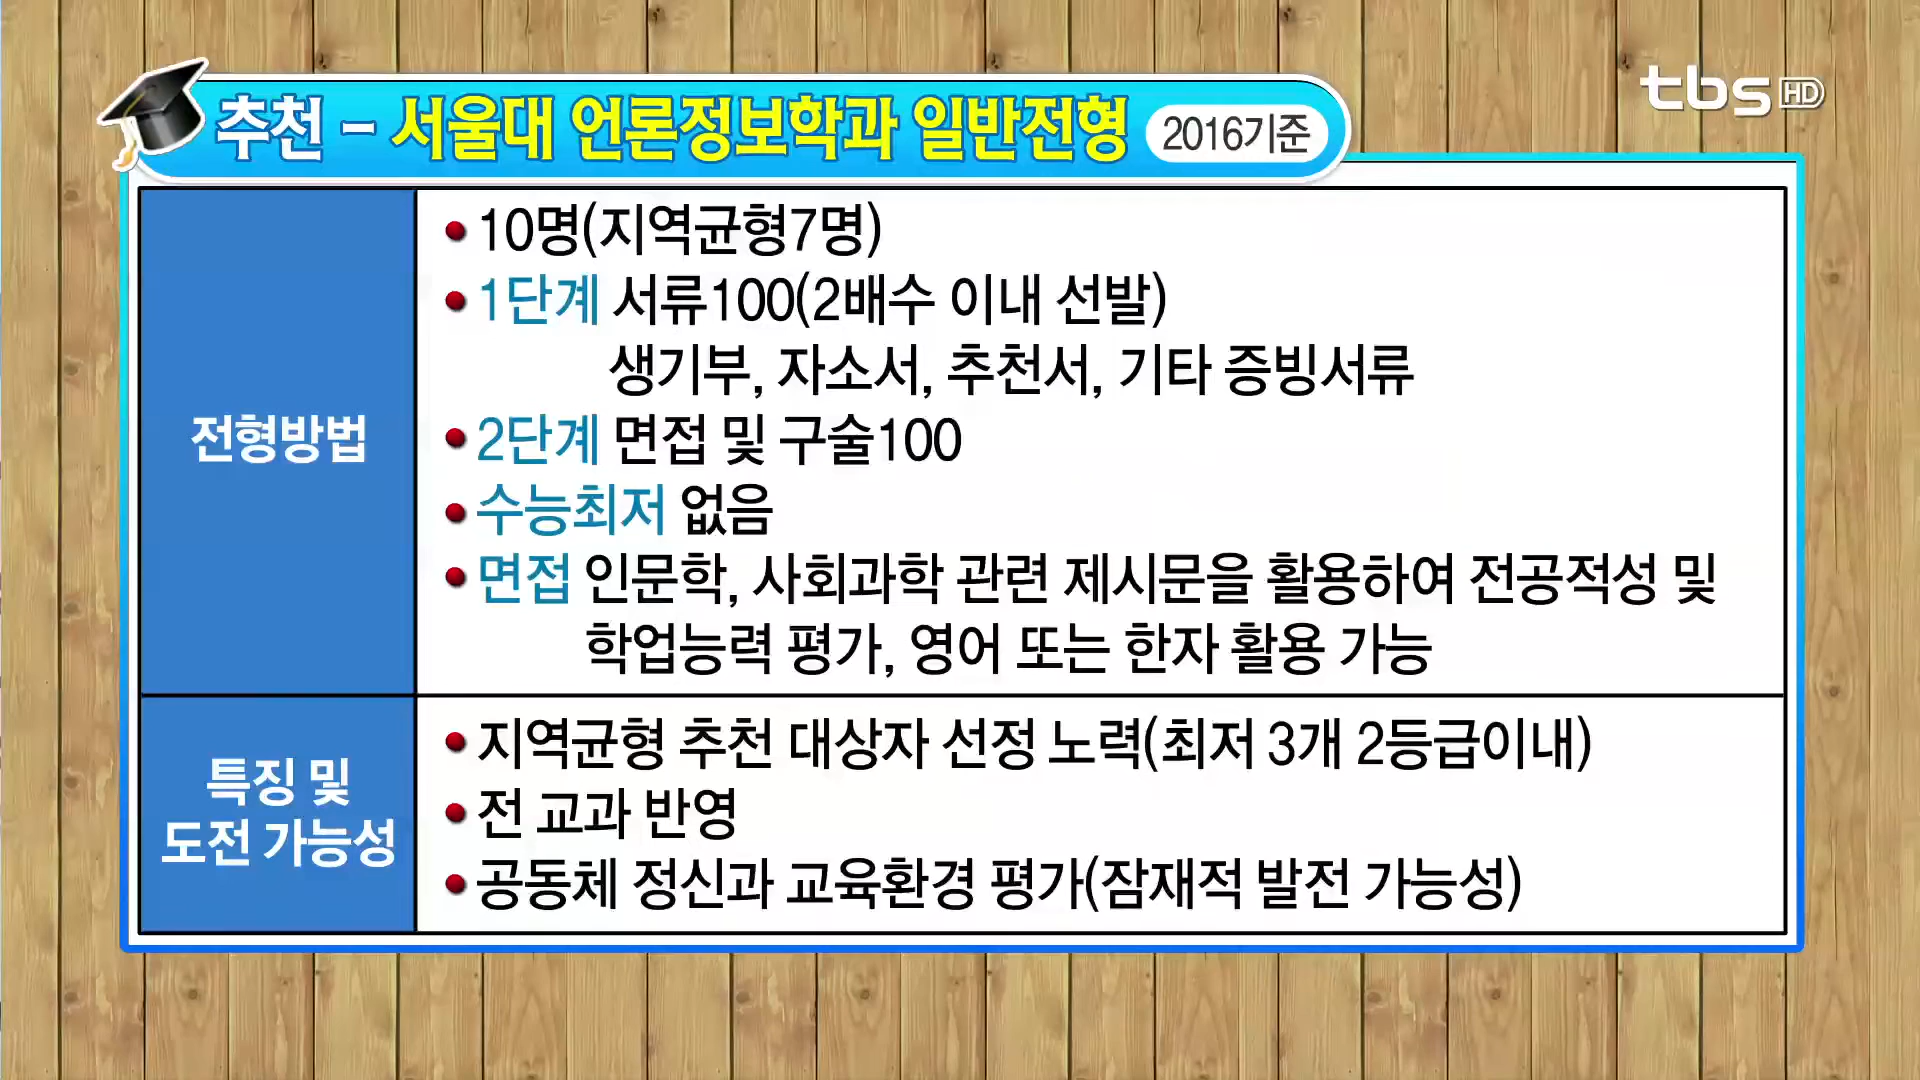 tbs HD
추천 - 서울대 언론정보학과 일반전형 2016기준
전형방법
• 10명(지역균형7명)
• 1단계 서류100(2배수 이내 선발)
생기부, 자소서, 추천서, 기타 증빙서류
• 2단계 면접 및 구술100
• 수능최저 없음
• 면접 인문학, 사회과학 관련 제시문을 활용하여 전공적성 및
학업능력 평가, 영어 또는 한자 활용 가능
특징 및
도전 가능성
• 지역균형 추천 대상자 선정 노력(최저 3개 2등급이내)
• 전 교과 반영
• 공동체 정신과 교육환경 평가(잠재적 발전 가능성)